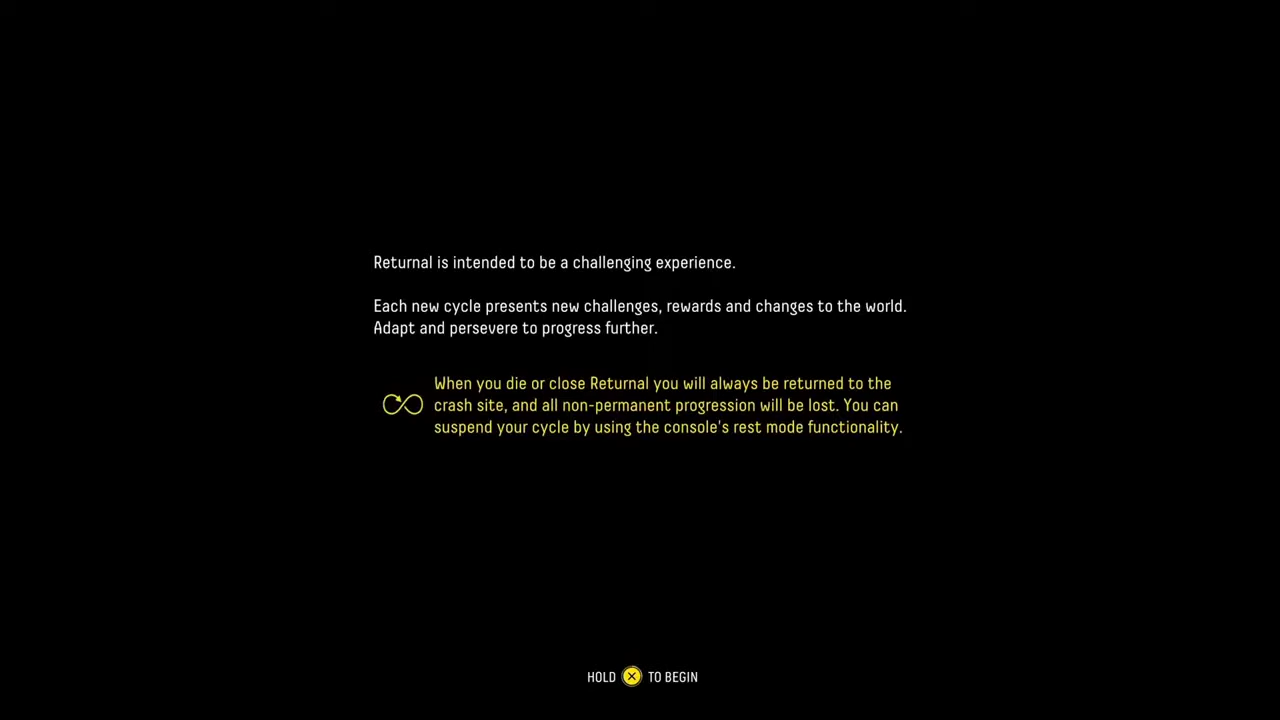 Returnal is intended to be a challenging experience.
Each new cycle presents new challenges, rewards and changes to the world.
Adapt and persevere to progress further.
When you die or close Returnal you will always be returned to the
crash site, and all non-permanent progression will be lost. You can
suspend your cycle by using the console's rest mode functionality.
HOLD ✕ TO BEGIN